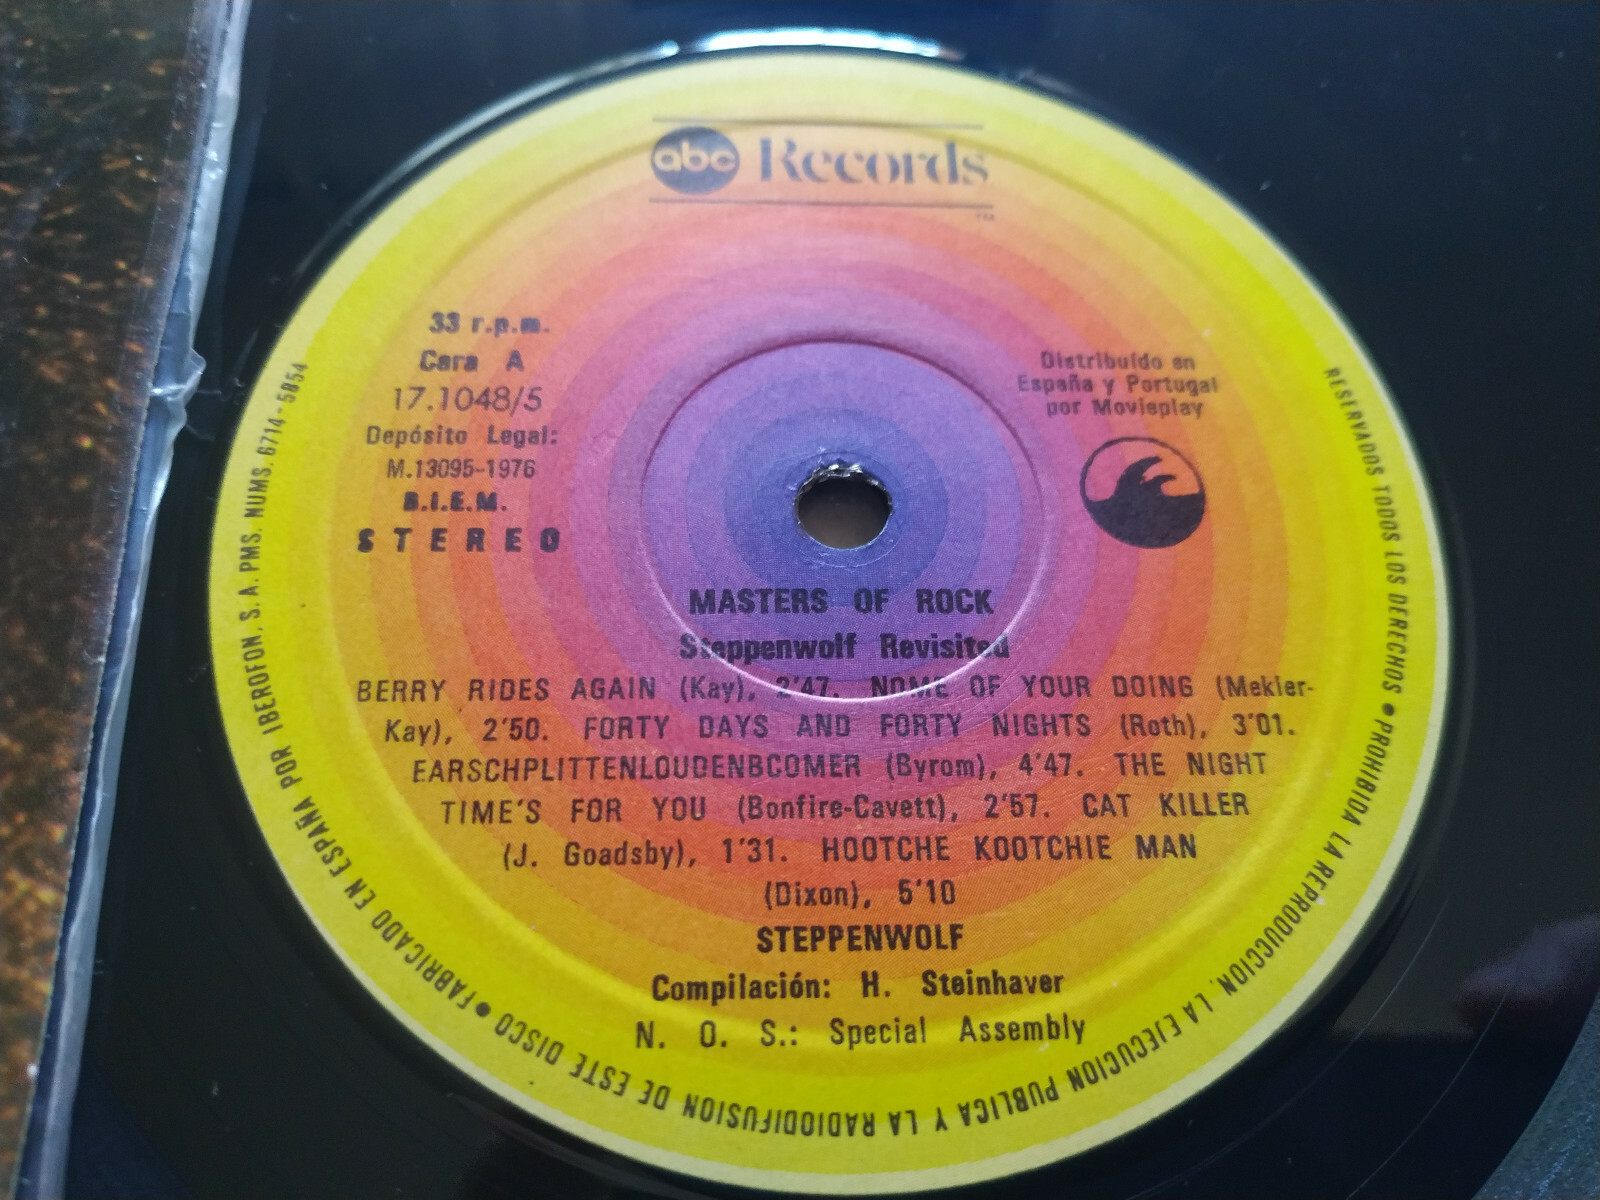 abc Records
TM
33 r.p.m.
Cara A
17.1048/5
Depósito Legal:
M.13095-1976
B.I.E.M.
STEREO
Distribuído en
España y Portugal
por Movieplay
MASTERS OF ROCK
Steppenwolf Revisited
BERRY RIDES AGAIN (Kay), 2'47. NOME OF YOUR DOING (Mekler-
Kay), 2'50. FORTY DAYS AND FORTY NIGHTS (Roth), 3'01.
EARSCHPLITTENLOUDENBCOMER (Byrom), 4'47. THE NIGHT
TIME'S FOR YOU (Bonfire-Cavett), 2'57. CAT KILLER
(J. Goadsby), 1'31. HOOTCHE KOOTCHIE MAN
(Dixon), 5'10
STEPPENWOLF
Compilación: H. Steinhaver
N. O. S.: Special Assembly
RESERVADOS TODOS LOS DERECHOS • PROHIBIDA LA REPRODUCCION, LA EJECUCION PUBLICA Y LA RADIODIFUSION DE ESTE DISCO • FABRICADO EN ESPAÑA POR IBEROFON, S. A. PMS. NUMS. 6714-5854